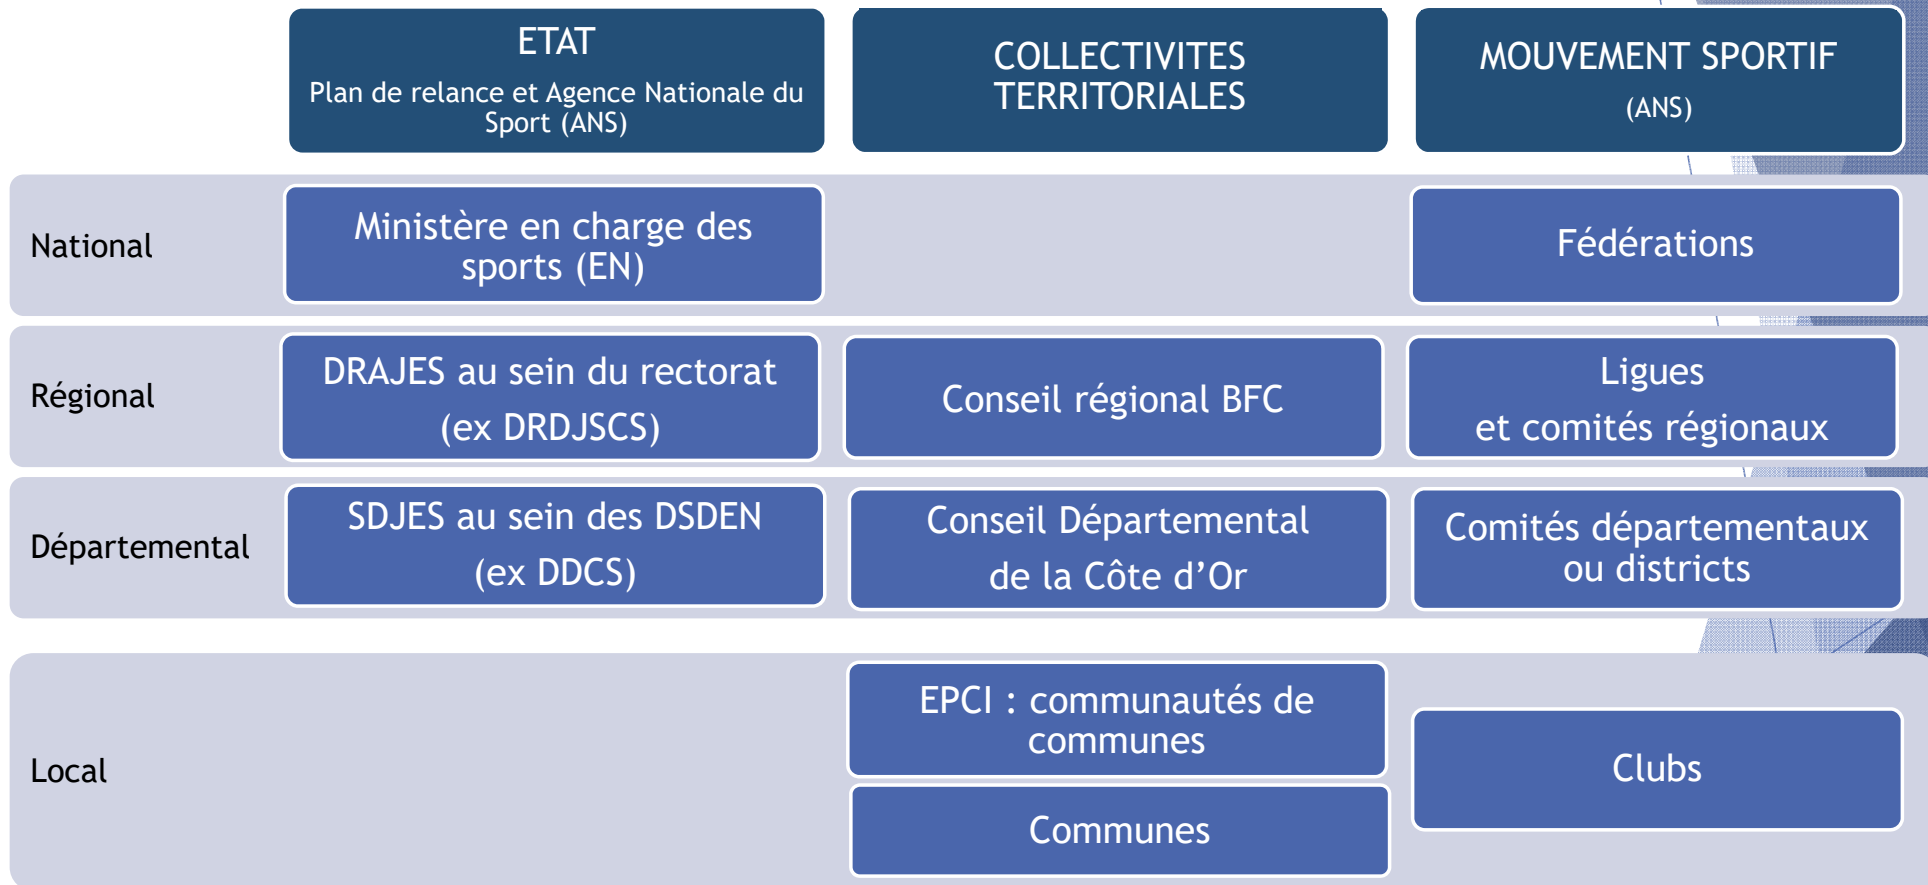 ETAT
Plan de relance et Agence Nationale du
Sport (ANS)
COLLECTIVITES
TERRITORIALES
MOUVEMENT SPORTIF
(ANS)
National
Ministère en charge des
sports (EN)
Fédérations
Régional
DRAJES au sein du rectorat
(ex DRDJSCS)
Conseil régional BFC
Ligues
et comités régionaux
Départemental
SDJES au sein des DSDEN
(ex DDCS)
Conseil Départemental
de la Côte d’Or
Comités départementaux
ou districts
Local
EPCI : communautés de
communes
Communes
Clubs